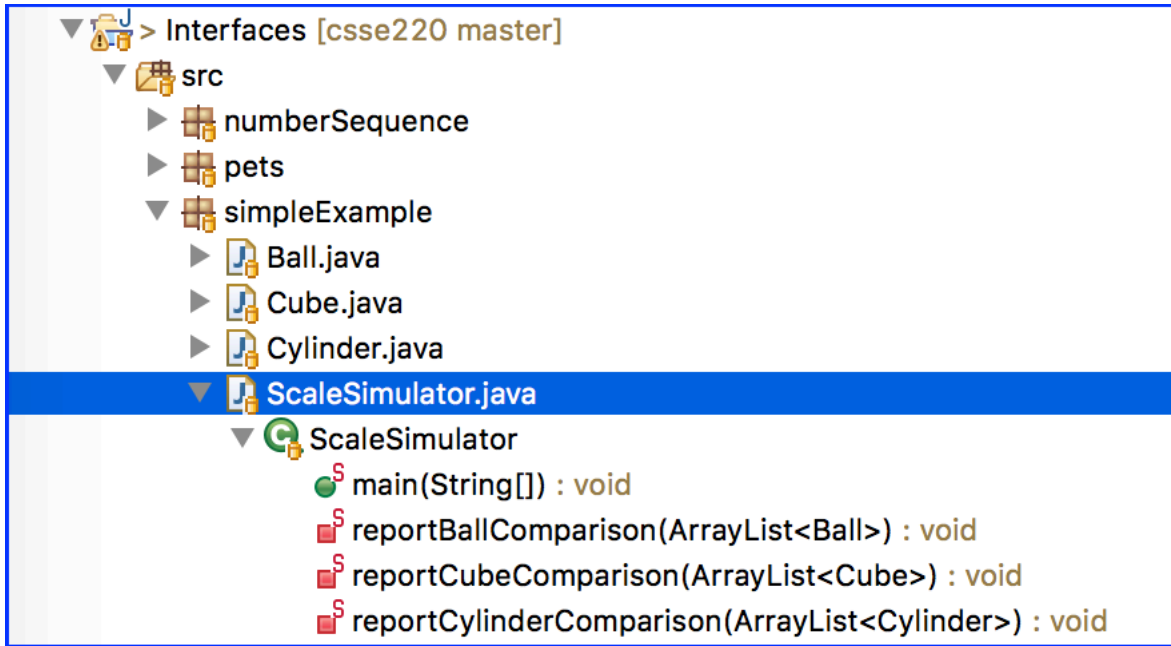 > Interfaces [csse220 master]
src
numberSequence
pets
simpleExample
Ball.java
Cube.java
Cylinder.java
ScaleSimulator.java
ScaleSimulator
main(String[]) : void
reportBallComparison(ArrayList<Ball>) : void
reportCubeComparison(ArrayList<Cube>) : void
reportCylinderComparison(ArrayList<Cylinder>) : void